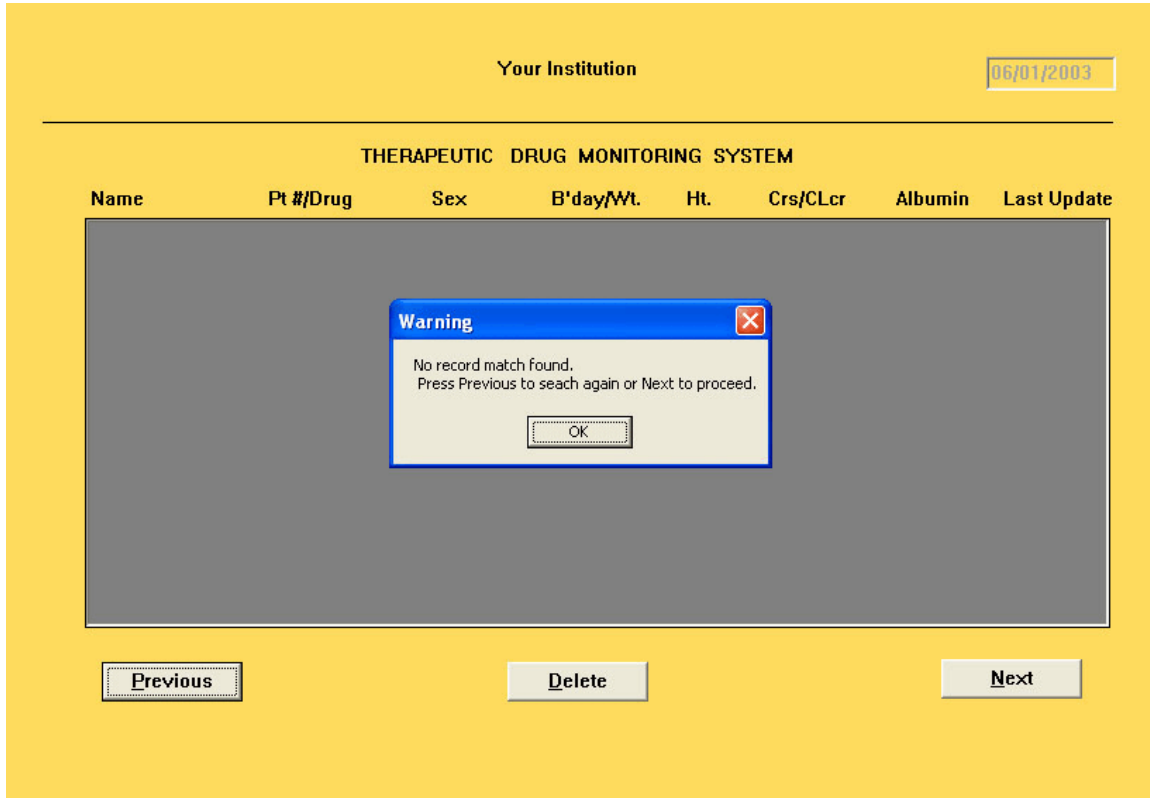 Your Institution
06/01/2003
THERAPEUTIC DRUG MONITORING SYSTEM
Name Pt #/Drug Sex B'day/Wt. Ht. Crs/CLcr Albumin Last Update
Warning
No record match found.
Press Previous to seach again or Next to proceed.
OK
Previous Delete Next